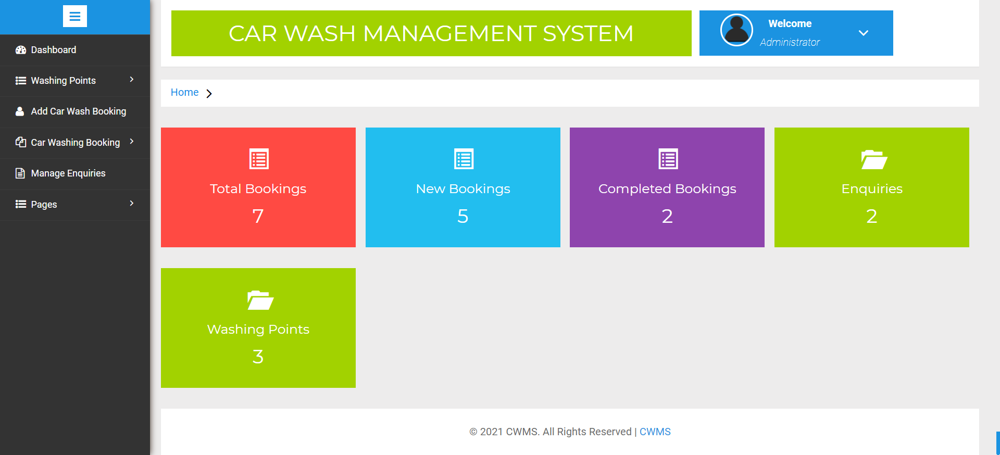 CAR WASH MANAGEMENT SYSTEM
Welcome
Administrator
Dashboard
Washing Points
Add Car Wash Booking
Car Washing Booking
Manage Enquiries
Pages
Home
Total Bookings
7
New Bookings
5
Completed Bookings
2
Enquiries
2
Washing Points
3
© 2021 CWMS. All Rights Reserved | CWMS